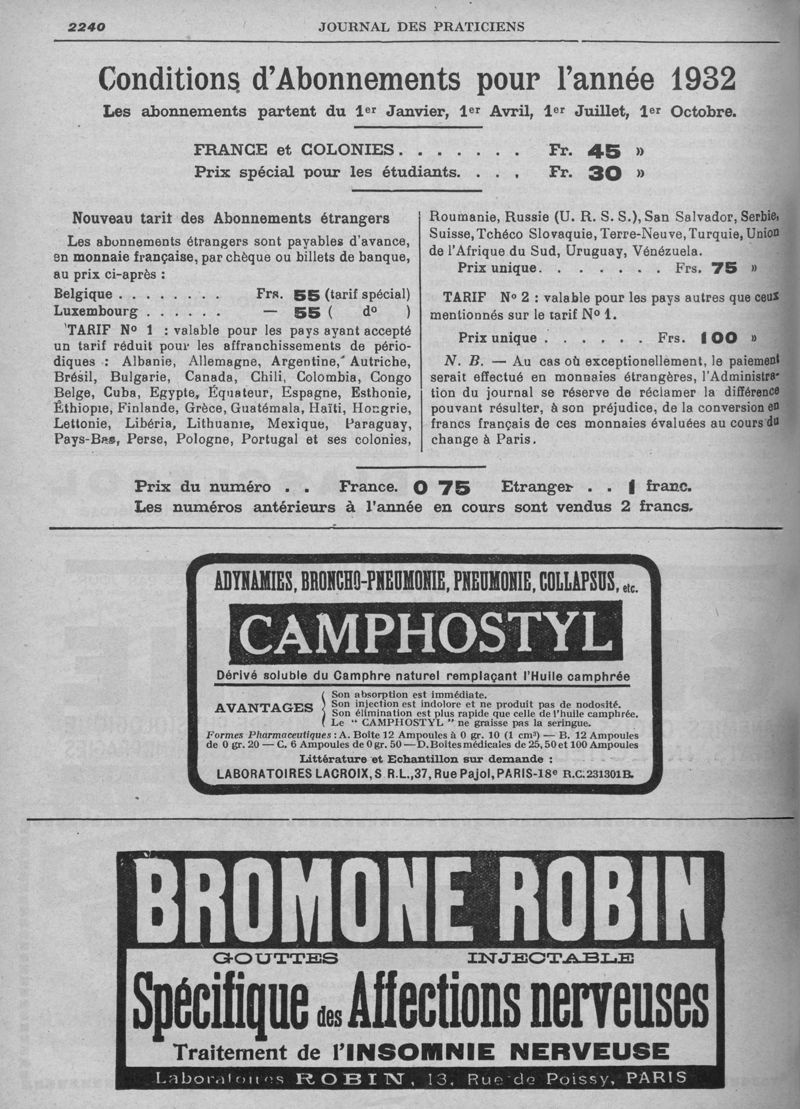 2240
JOURNAL DES PRATICIENS
Conditions d'Abonnements pour l'année 1932
Les abonnements partent du 1er Janvier, 1er Avril, 1er Juillet, 1er Octobre.
FRANCE et COLONIES. . . . . . . Fr. 45 »
Prix spécial pour les étudiants. . . . Fr. 30 »
Nouveau tarit des Abonnements étrangers
Les abonnements étrangers sont payables d'avance,
en monnaie française, par chèque ou billets de banque,
au prix ci-après :
Belgique . . . . . . . . Frs. 55 (tarif spécial)
Luxembourg . . . . . . — 55 ( do )
TARIF No 1 : valable pour les pays ayant accepté
un tarif réduit pour les affranchissements de pério-
diques : Albanie, Allemagne, Argentine, Autriche,
Brésil, Bulgarie, Canada, Chili, Colombia, Congo
Belge, Cuba, Egypte, Équateur, Espagne, Esthonie,
Éthiopie, Finlande, Grèce, Guatémala, Haïti, Hongrie,
Lettonie, Libéria, Lithuanie, Mexique, Paraguay,
Pays-Bas, Perse, Pologne, Portugal et ses colonies,
Roumanie, Russie (U. R. S. S.), San Salvador, Serbie,
Suisse, Tchéco Slovaquie, Terre-Neuve, Turquie, Union
de l'Afrique du Sud, Uruguay, Vénézuela.
Prix unique. . . . . . . Frs. 75 »
TARIF No 2 : valable pour les pays autres que ceux
mentionnés sur le tarif No 1.
Prix unique . . . . . . Frs. 100 »
N. B. — Au cas où exceptionellement, le paiement
serait effectué en monnaies étrangères, l'Administra-
tion du journal se réserve de réclamer la différence
pouvant résulter, à son préjudice, de la conversion en
francs français de ces monnaies évaluées au cours du
change à Paris.
Prix du numéro . . France. 0 75 Etranger . . 1 franc.
Les numéros antérieurs à l'année en cours sont vendus 2 francs.
ADYNAMIES, BRONCHO-PNEUMONIE, PNEUMONIE, COLLAPSUS, etc.
CAMPHOSTYL
Dérivé soluble du Camphre naturel remplaçant l'Huile camphrée
AVANTAGES
Son absorption est immédiate.
Son injection est indolore et ne produit pas de nodosité.
Son élimination est plus rapide que celle de l'huile camphrée.
Le " CAMPHOSTYL " ne graisse pas la seringue.
Formes Pharmaceutiques : A. Boîte 12 Ampoules à 0 gr. 10 (1 cm3) — B. 12 Ampoules
de 0 gr. 20 — C. 6 Ampoules de 0 gr. 50 — D. Boites médicales de 25, 50 et 100 Ampoules
Littérature et Echantillon sur demande :
LABORATOIRES LACROIX, S R.L., 37, Rue Pajol, PARIS-18e R.C. 231301 B.
BROMONE ROBIN
GOUTTES INJECTABLE
Spécifique des Affections nerveuses
Traitement de l'INSOMNIE NERVEUSE
Laboratoires ROBIN, 13, Rue de Poissy, PARIS